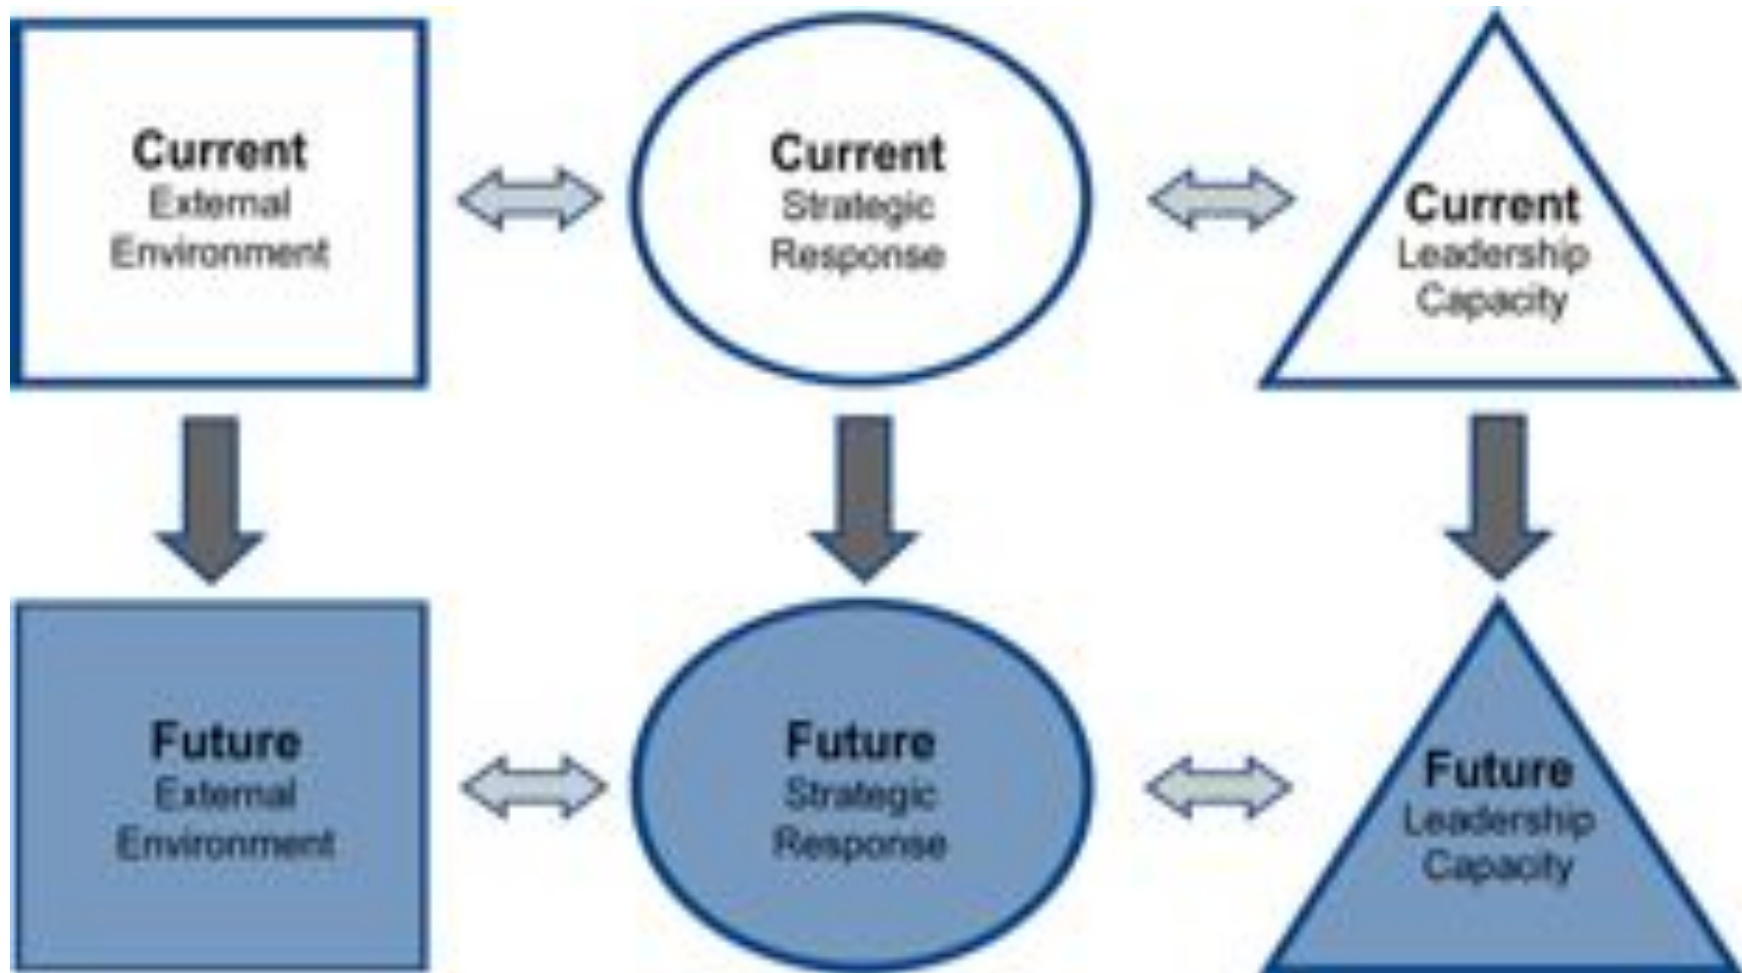 Current
External
Environment
Current
Strategic
Response
Current
Leadership
Capacity
Future
External
Environment
Future
Strategic
Response
Future
Leadership
Capacity